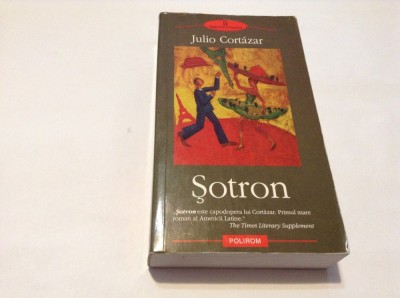 Julio Cortázar
Şotron
„Şotron este capodopera lui Cortázar. Primul mare
roman al Americii Latine."
The Times Literary Supplement
POLIROM